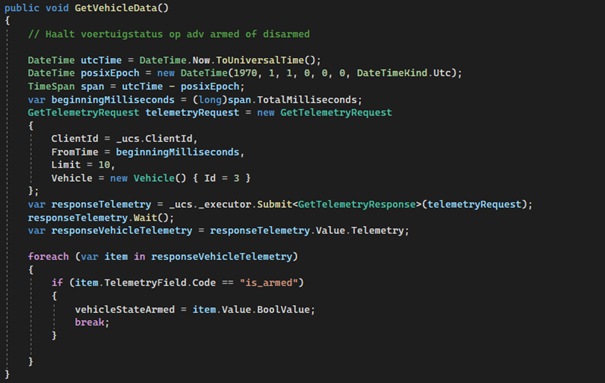 public void GetVehicleData()
{
// Haalt voertuigstatus op adv armed of disarmed
DateTime utcTime = DateTime.Now.ToUniversalTime();
DateTime posixEpoch = new DateTime(1970, 1, 1, 0, 0, 0, DateTimeKind.Utc);
TimeSpan span = utcTime - posixEpoch;
var beginningMilliseconds = (long)span.TotalMilliseconds;
GetTelemetryRequest telemetryRequest = new GetTelemetryRequest
{
ClientId = _ucs.ClientId,
FromTime = beginningMilliseconds,
Limit = 10,
Vehicle = new Vehicle() { Id = 3 }
};
var responseTelemetry = _ucs._executor.Submit<GetTelemetryResponse>(telemetryRequest);
responseTelemetry.Wait();
var responseVehicleTelemetry = responseTelemetry.Value.Telemetry;
foreach (var item in responseVehicleTelemetry)
{
if (item.TelemetryField.Code == "is_armed")
{
vehicleStateArmed = item.Value.BoolValue;
break;
}
}
}